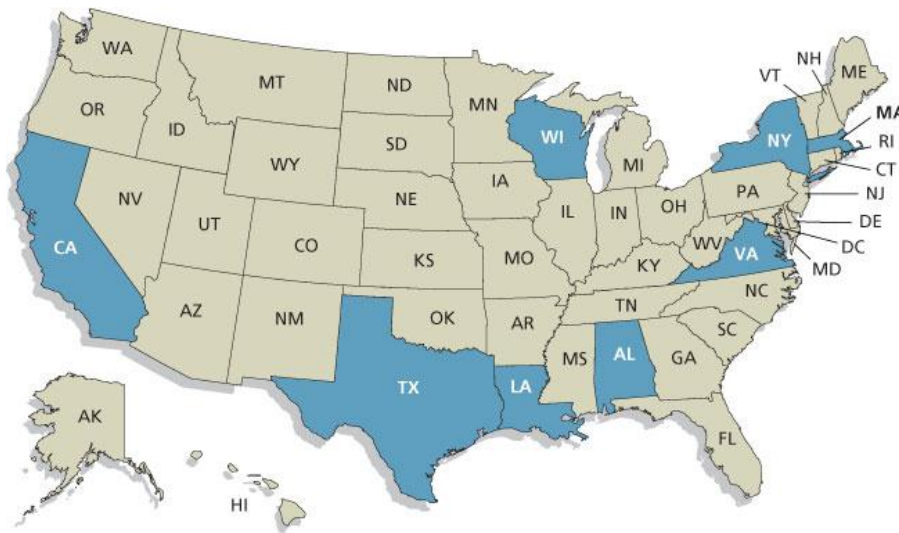 WA
MT
ND
MN
VT
NH
ME
OR
ID
WY
SD
WI
MI
NY
MA
RI
CT
NJ
NV
UT
CO
NE
IA
IL
IN
OH
PA
DE
DC
MD
CA
KS
MO
KY
WV
VA
AZ
NM
OK
AR
TN
NC
SC
TX
LA
MS
AL
GA
FL
AK
HI